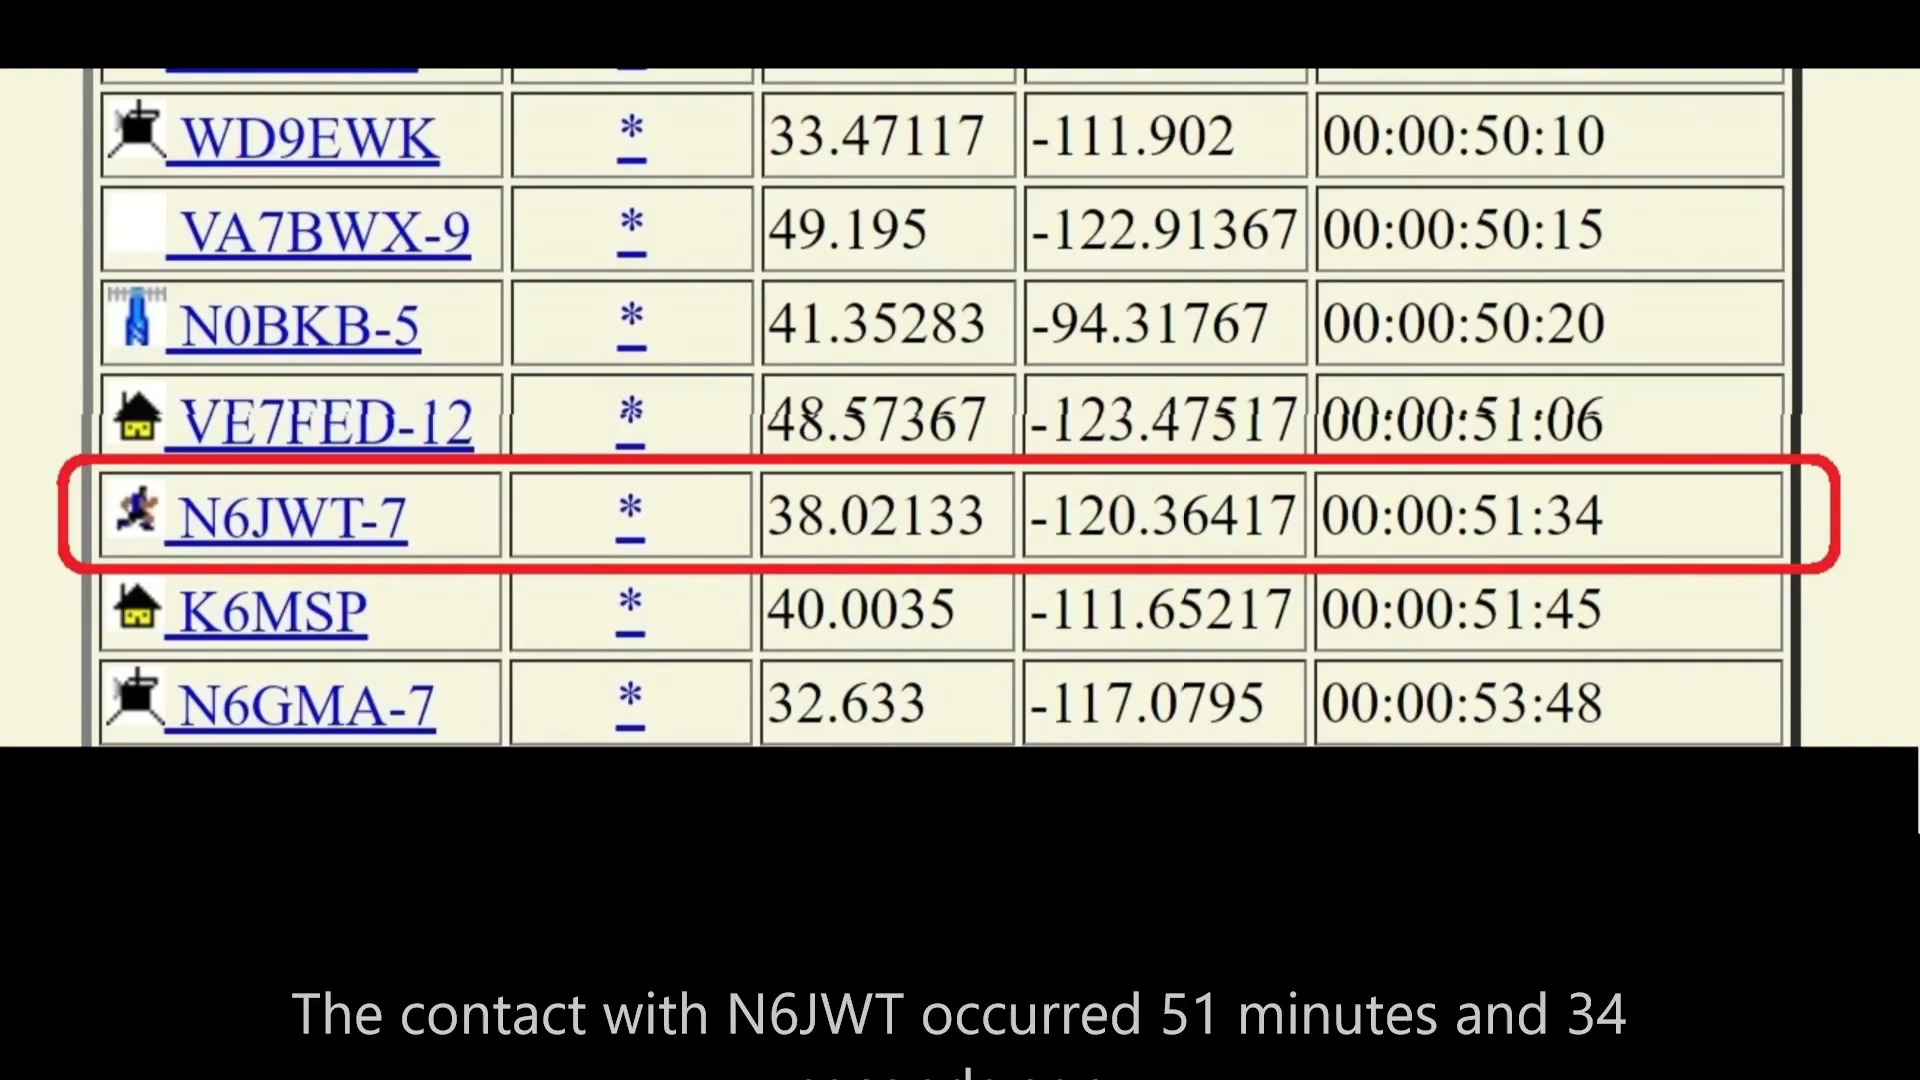 WD9EWK * 33.47117 -111.902 00:00:50:10
VA7BWX-9 * 49.195 -122.91367 00:00:50:15
N0BKB-5 * 41.35283 -94.31767 00:00:50:20
VE7FED-12 * 48.57367 -123.47517 00:00:51:06
N6JWT-7 * 38.02133 -120.36417 00:00:51:34
K6MSP * 40.0035 -111.65217 00:00:51:45
N6GMA-7 * 32.633 -117.0795 00:00:53:48
The contact with N6JWT occurred 51 minutes and 34